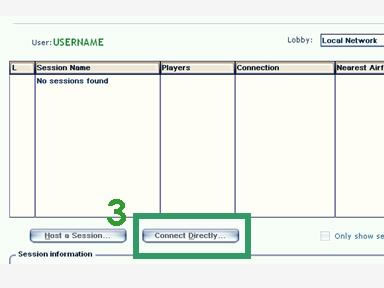 User: USERNAME Lobby: Local Network
L Session Name Players Connection Nearest Airf
No sessions found
3
Host a Session... Connect Directly... Only show se
Session information